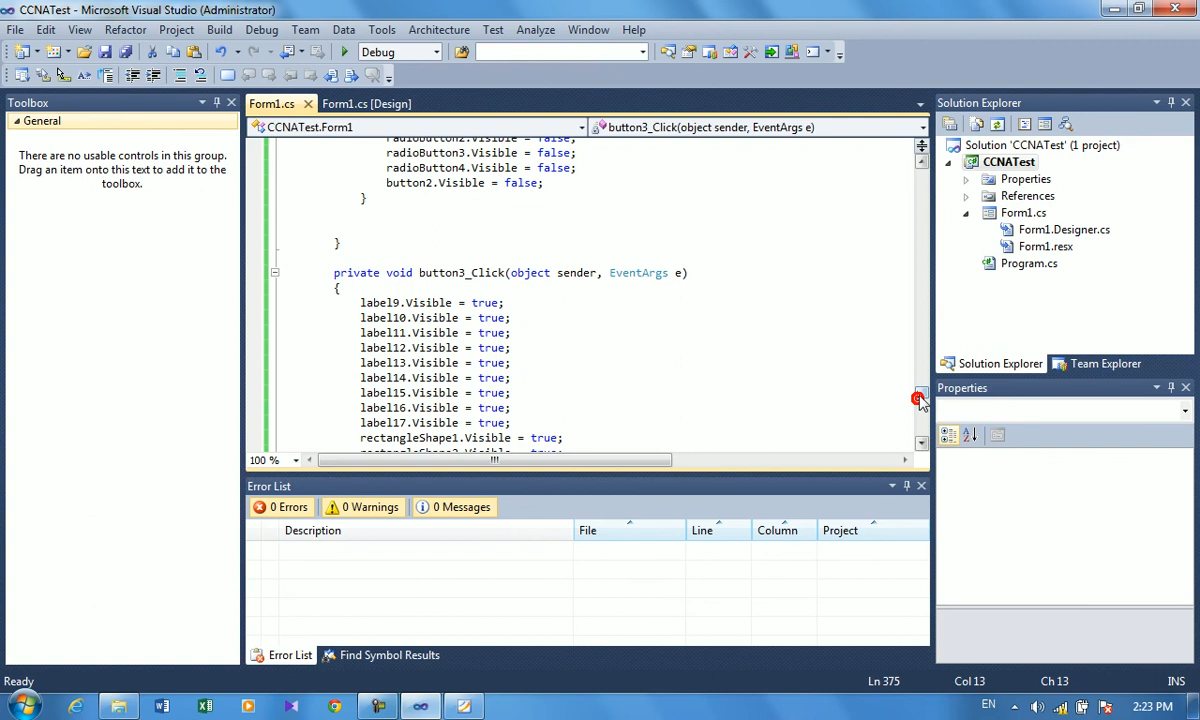 CCNATest - Microsoft Visual Studio (Administrator)
File Edit View Refactor Project Build Debug Team Data Tools Architecture Test Analyze Window Help
Debug
Toolbox
General
There are no usable controls in this group.
Drag an item onto this text to add it to the
toolbox.
Form1.cs Form1.cs [Design]
CCNATest.Form1 button3_Click(object sender, EventArgs e)
radioButton2.Visible = false;
radioButton3.Visible = false;
radioButton4.Visible = false;
button2.Visible = false;
}
}
private void button3_Click(object sender, EventArgs e)
{
label9.Visible = true;
label10.Visible = true;
label11.Visible = true;
label12.Visible = true;
label13.Visible = true;
label14.Visible = true;
label15.Visible = true;
label16.Visible = true;
label17.Visible = true;
rectangleShape1.Visible = true;
rectangleShape2.Visible = true;
100 %
Error List
0 Errors 0 Warnings 0 Messages
Description File Line Column Project
Error List Find Symbol Results
Solution Explorer
Solution 'CCNATest' (1 project)
CCNATest
Properties
References
Form1.cs
Form1.Designer.cs
Form1.resx
Program.cs
Solution Explorer Team Explorer
Properties
Ready Ln 375 Col 13 Ch 13 INS
EN 2:23 PM